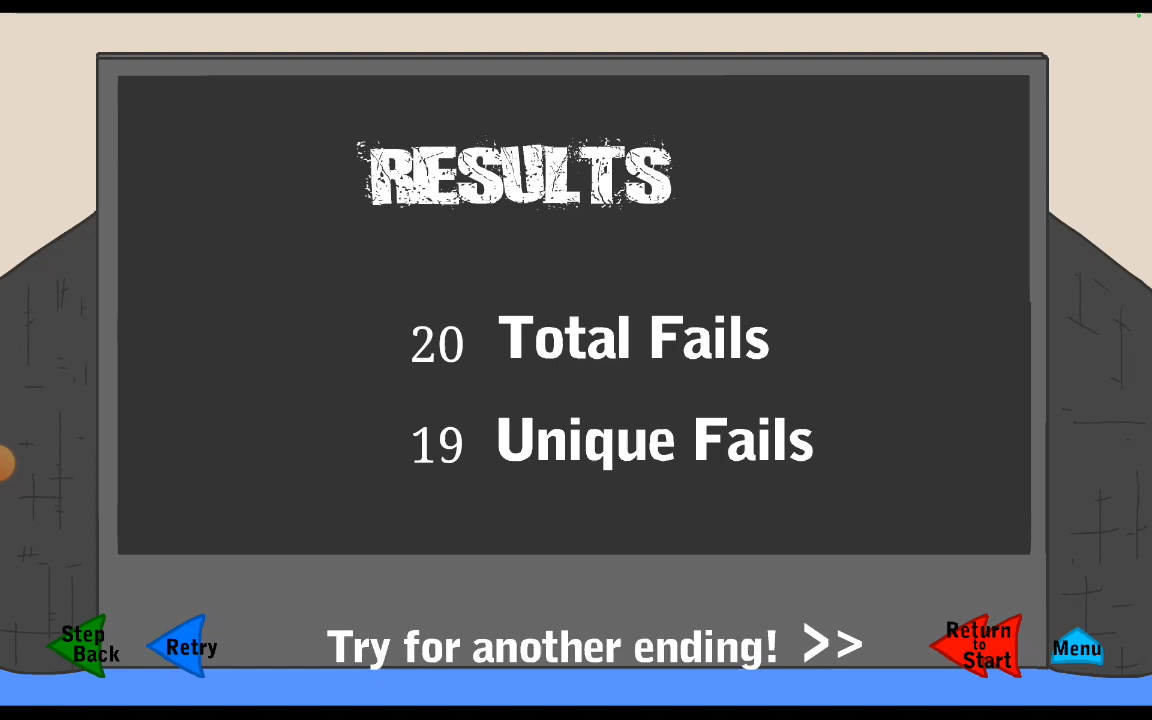 RESULTS
20 Total Fails
19 Unique Fails
Step Back
Retry
Try for another ending! >>
Return to Start
Menu